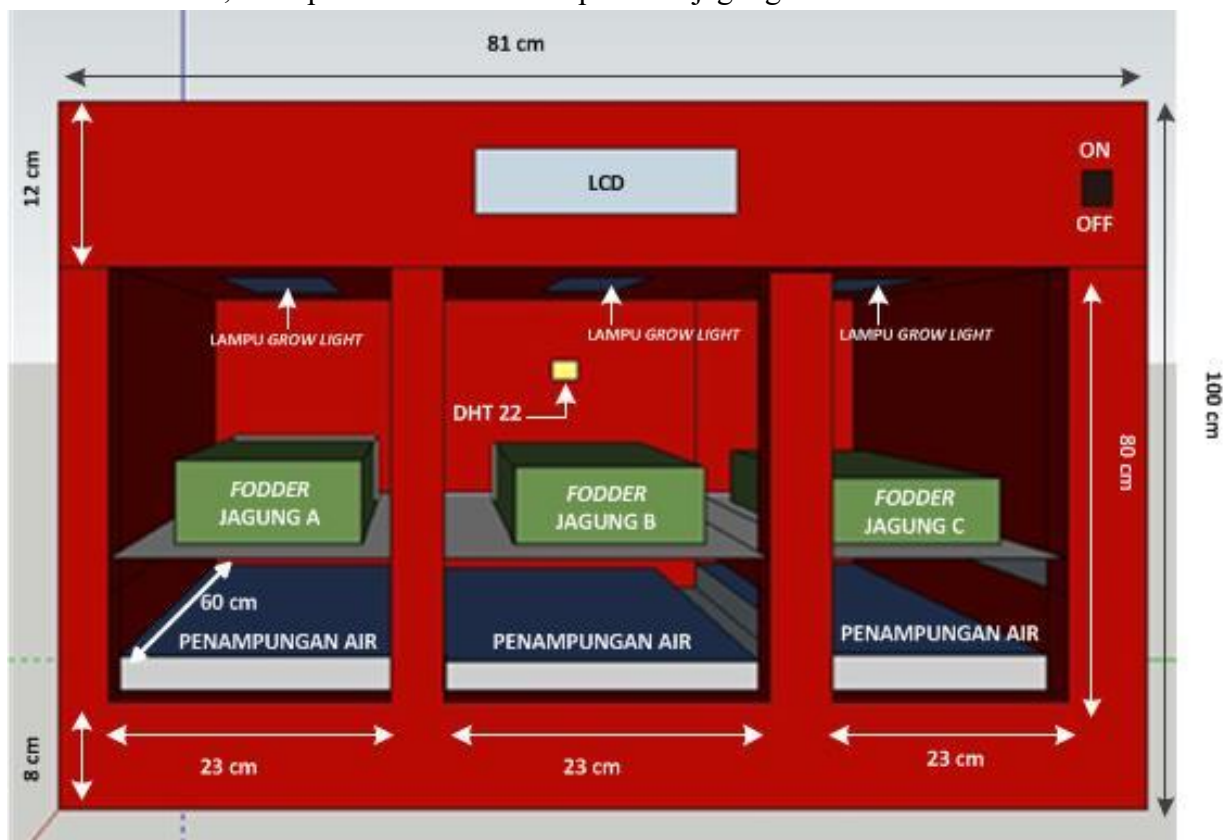 81 cm
12 cm
LCD
ON
OFF
LAMPU GROW LIGHT
LAMPU GROW LIGHT
LAMPU GROW LIGHT
DHT 22
100 cm
80 cm
FODDER
JAGUNG A
FODDER
JAGUNG B
FODDER
JAGUNG C
60 cm
PENAMPUNGAN AIR
PENAMPUNGAN AIR
PENAMPUNGAN AIR
8 cm
23 cm
23 cm
23 cm